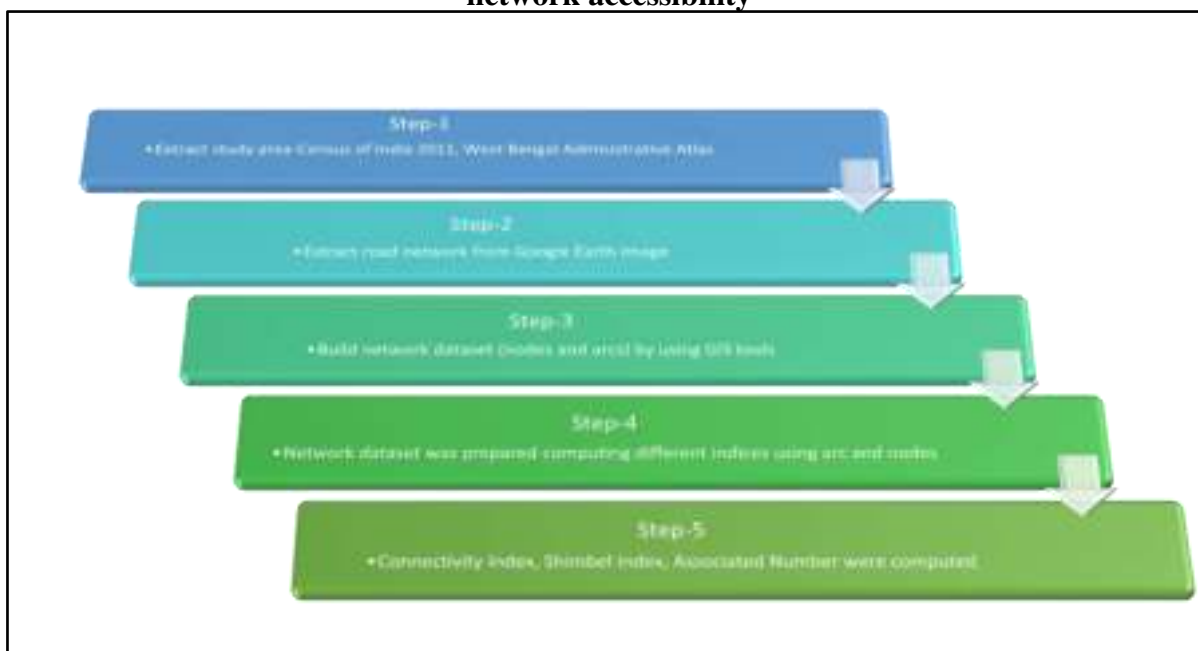 network accessibility
Step-1
•Extract study area Census of India 2011, West Bengal Administrative Atlas
Step-2
•Extract road network from Google Earth Image
Step-3
•Build network dataset (nodes and arcs) by using GIS tools
Step-4
•Network dataset was prepared computing different indices using arc and nodes
Step-5
•Connectivity Index, Shimbel Index, Associated Number were computed